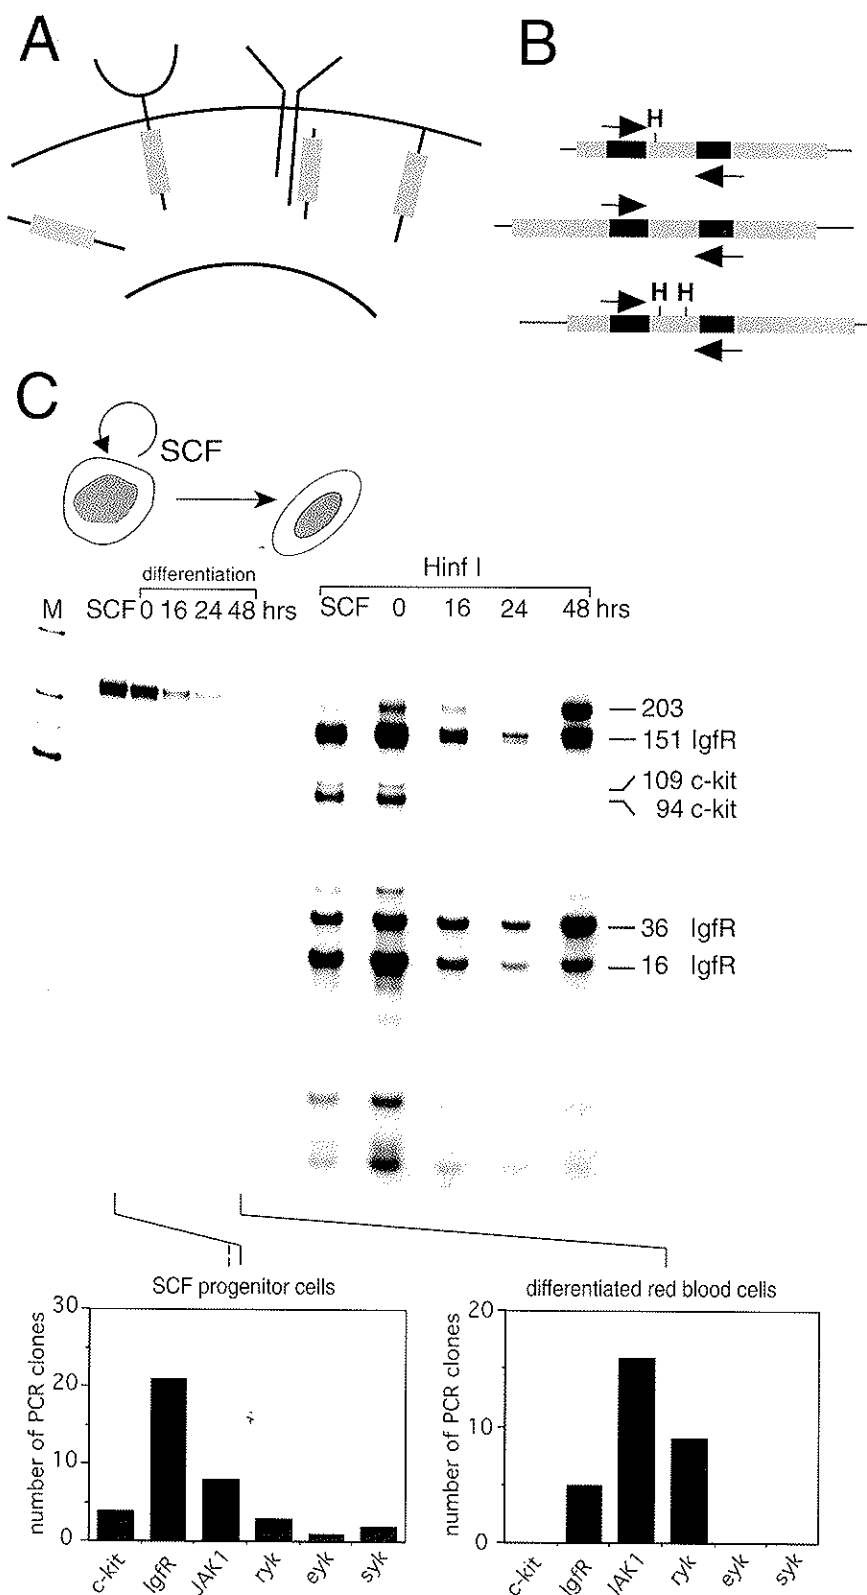 A
B
H
H H
C
SCF
differentiation
Hinf I
M SCF 0 16 24 48 hrs
SCF 0 16 24 48 hrs
203
151 IgfR
109 c-kit
94 c-kit
36 IgfR
16 IgfR
SCF progenitor cells
differentiated red blood cells
number of PCR clones
30
20
10
0
c-kit IgfR JAK1 ryk eyk syk
number of PCR clones
20
10
0
c-kit IgfR JAK1 ryk eyk syk